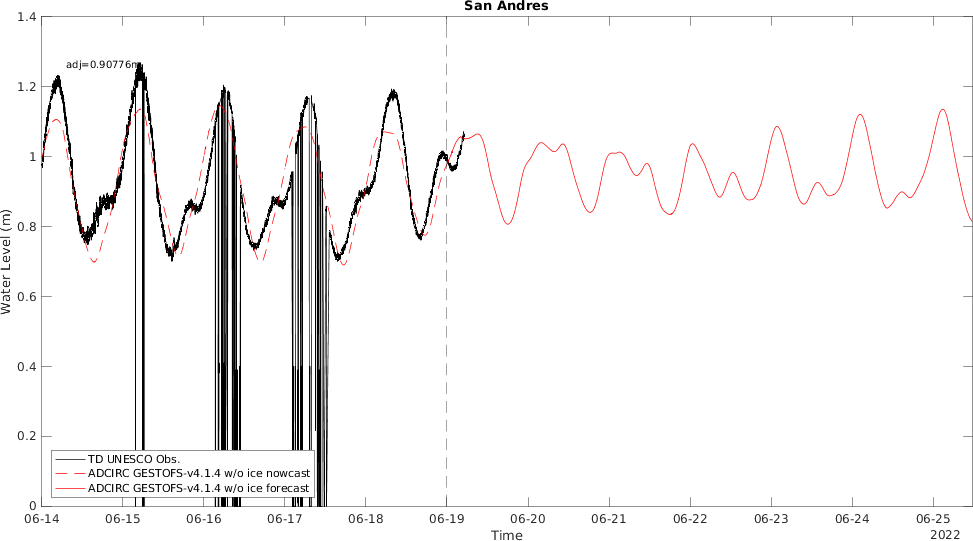 San Andres
1.4
adj=0.90776m
1.2
1
0.8
0.6
0.4
0.2
0
Water Level (m)
TD UNESCO Obs.
ADCIRC GESTOFS-v4.1.4 w/o ice nowcast
ADCIRC GESTOFS-v4.1.4 w/o ice forecast
06-14 06-15 06-16 06-17 06-18 06-19 06-20 06-21 06-22 06-23 06-24 06-25
2022
Time